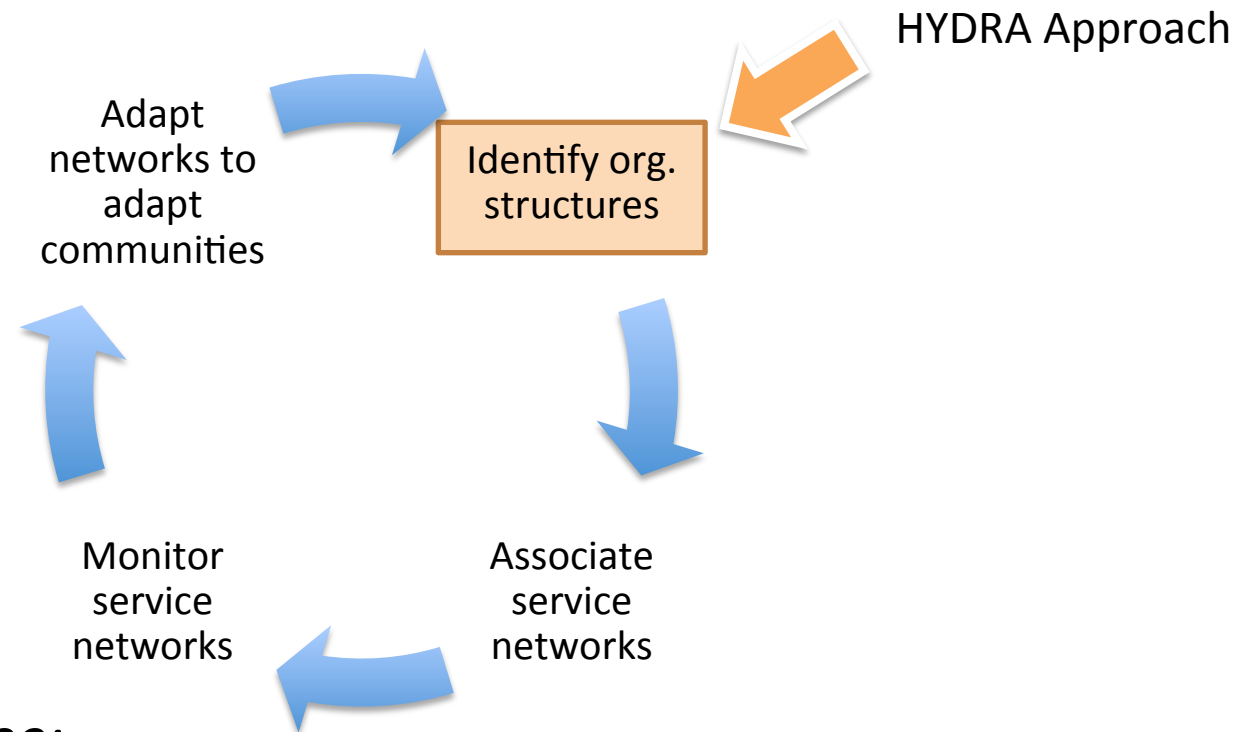 HYDRA Approach
Adapt
networks to
adapt
communities
Identify org.
structures
Associate
service
networks
Monitor
service
networks